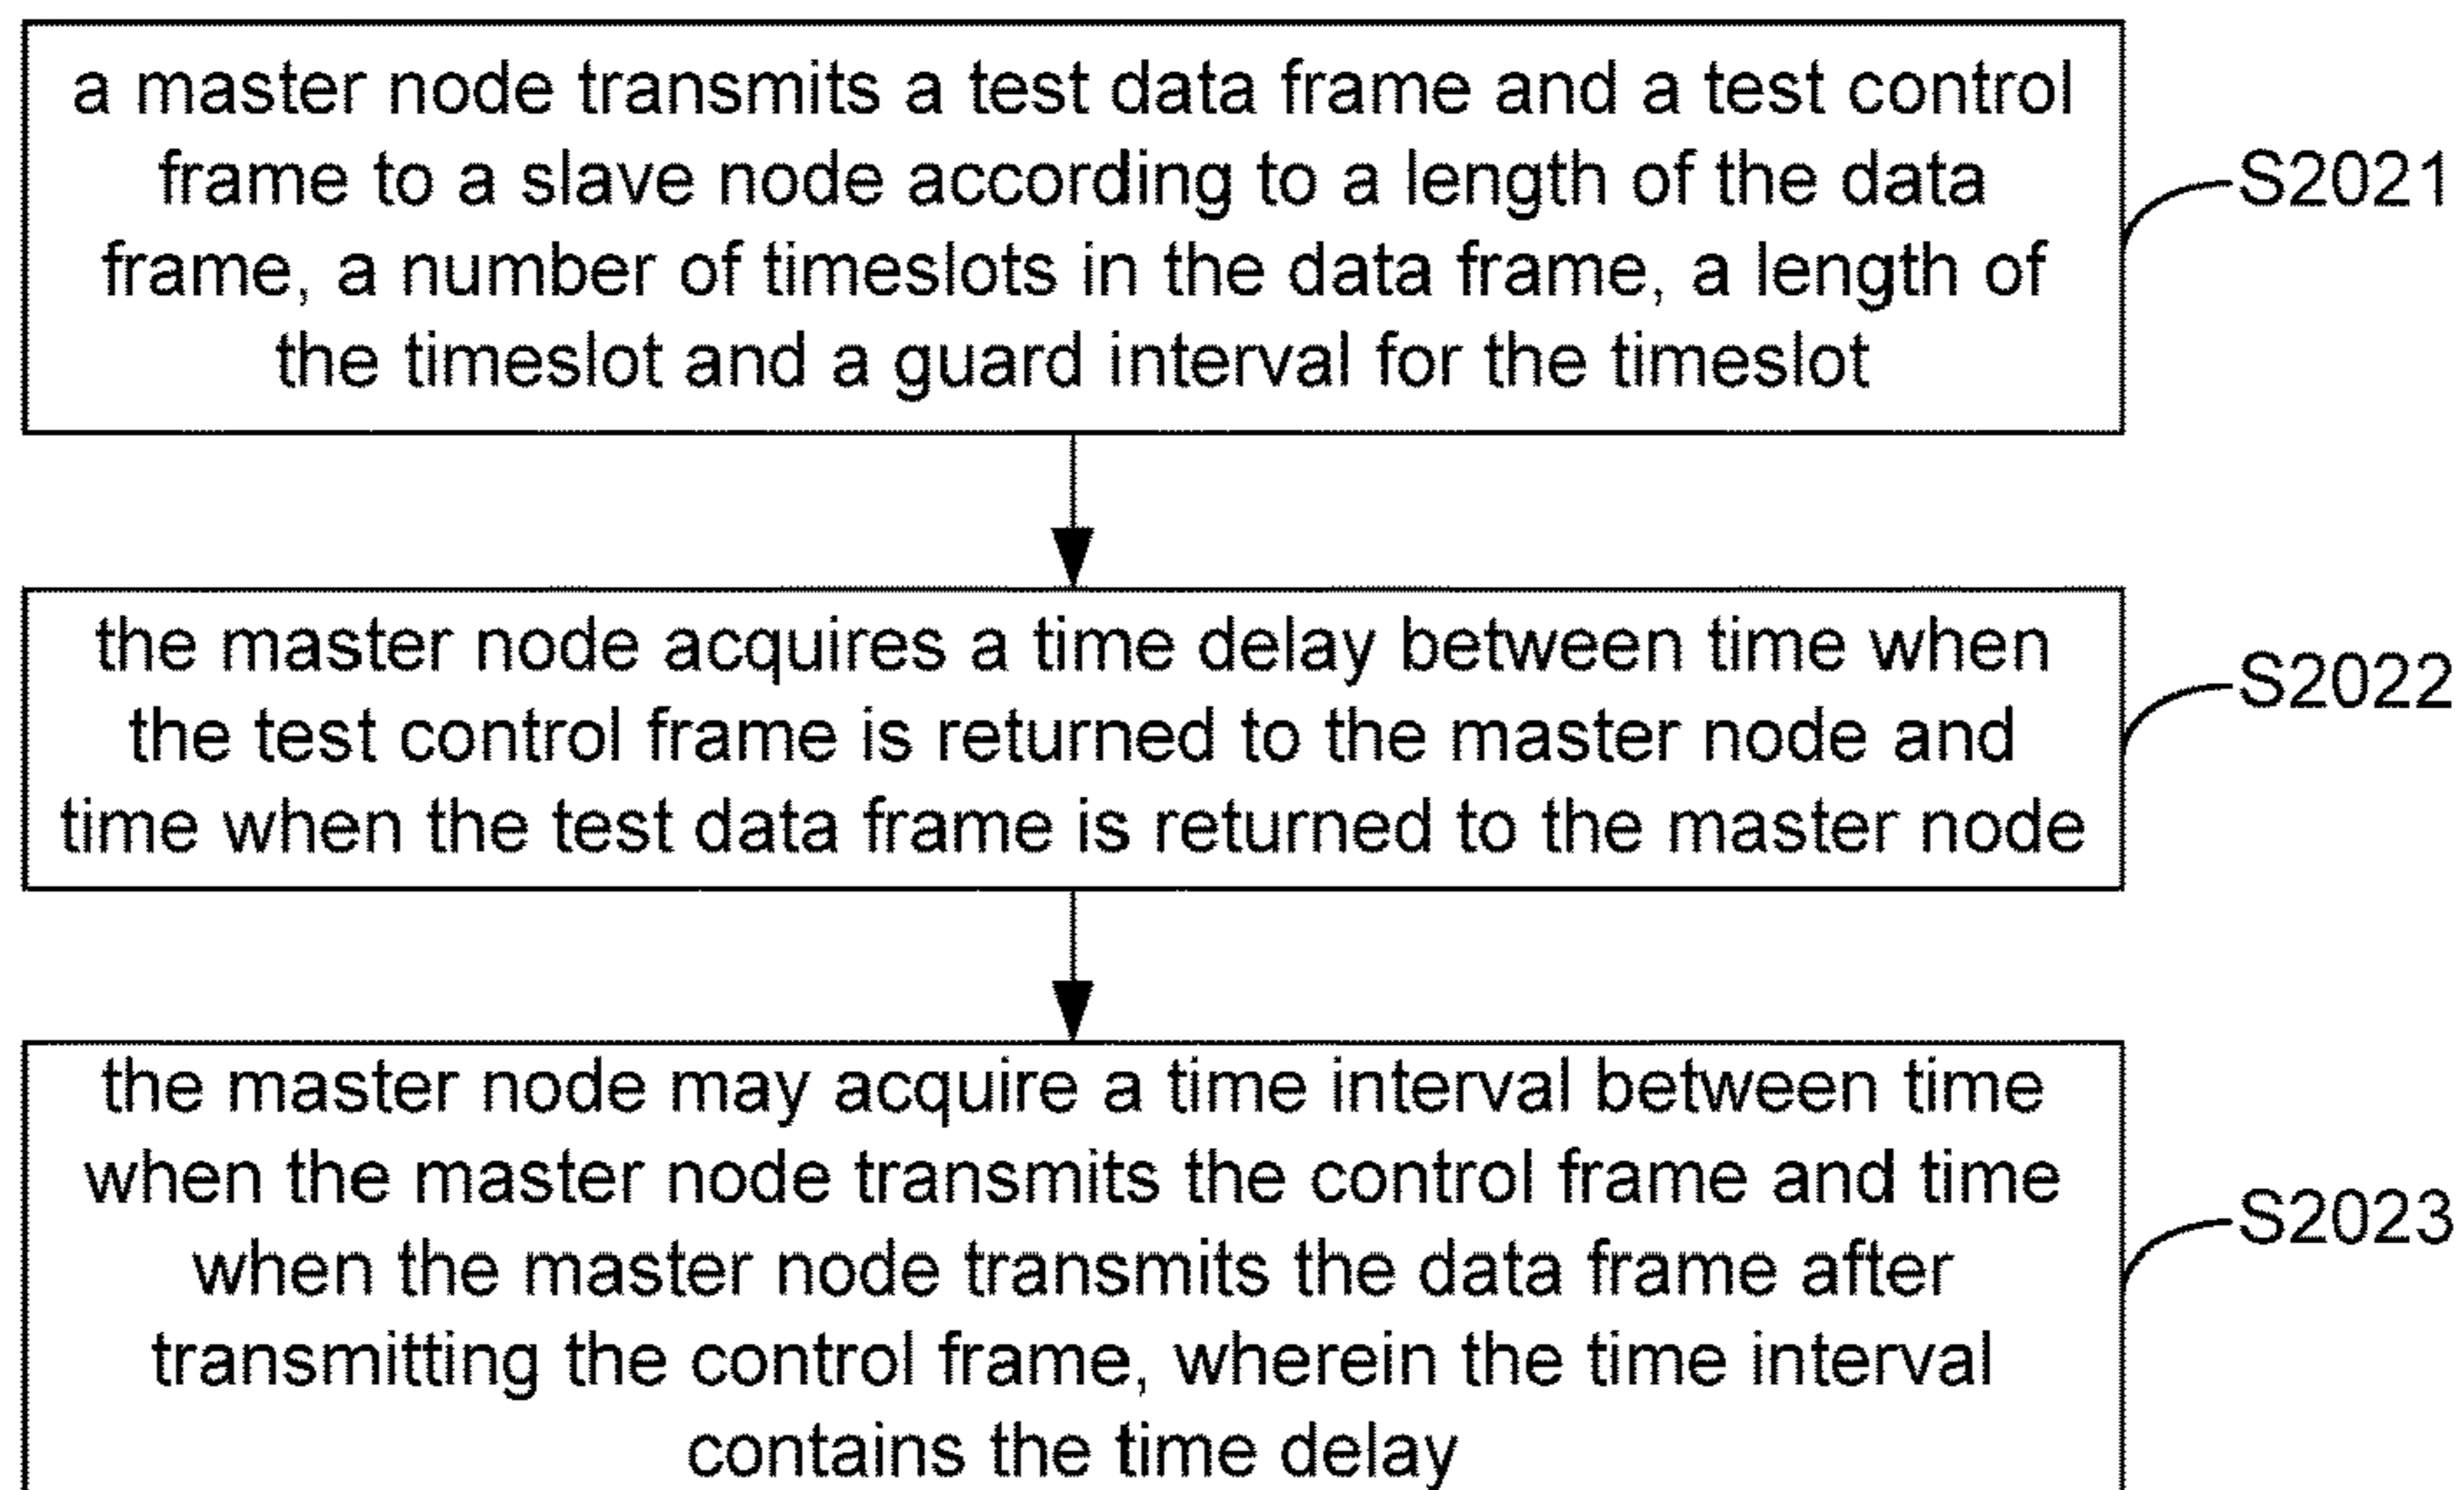 a master node transmits a test data frame and a test control
frame to a slave node according to a length of the data
frame, a number of timeslots in the data frame, a length of
the timeslot and a guard interval for the timeslot
S2021
the master node acquires a time delay between time when
the test control frame is returned to the master node and
time when the test data frame is returned to the master node
S2022
the master node may acquire a time interval between time
when the master node transmits the control frame and time
when the master node transmits the data frame after
transmitting the control frame, wherein the time interval
contains the time delay
S2023